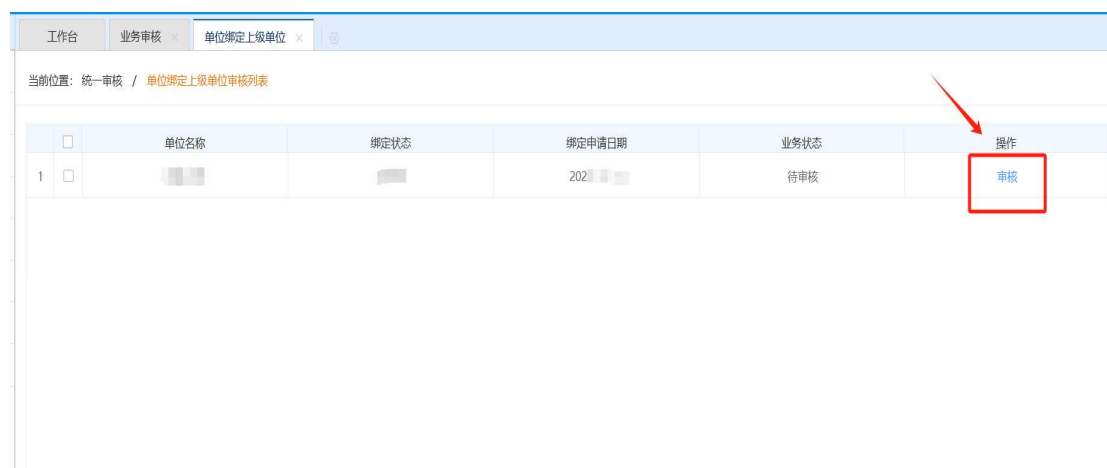 工作台 业务审核 × 单位绑定上级单位 ×
当前位置: 统一审核 / 单位绑定上级单位审核列表
单位名称 绑定状态 绑定申请日期 业务状态 操作
1 202 待审核 审核